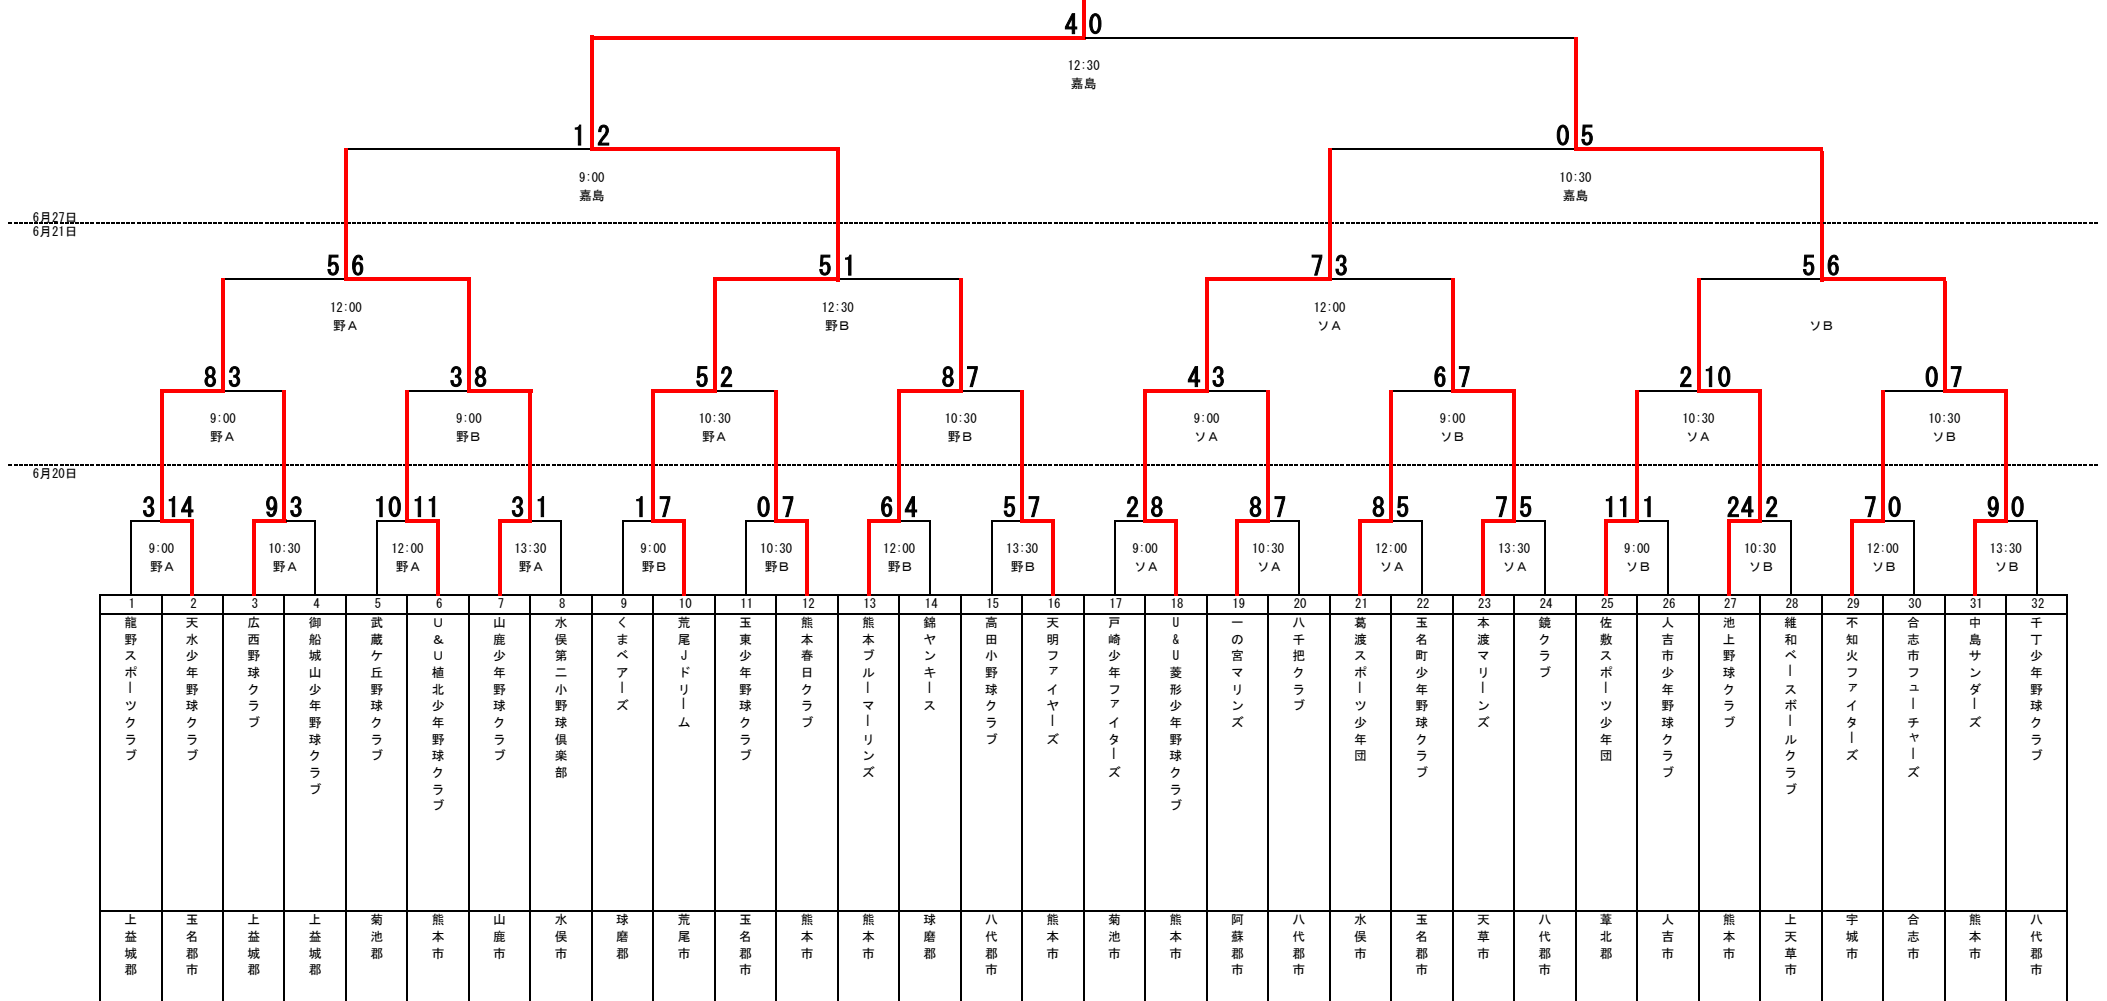 4 0
12:30
嘉島
1 2
0 5
9:00
嘉島
10:30
嘉島
6月27日
6月21日
5 6
5 1
7 3
5 6
12:00
野A
12:30
野B
12:00
ソA
ソB
8 3
3 8
5 2
8 7
4 3
6 7
2 10
0 7
9:00
野A
9:00
野B
10:30
野A
10:30
野B
9:00
ソA
9:00
ソB
10:30
ソA
10:30
ソB
6月20日
3 14
9 3
10 11
3 1
1 7
0 7
6 4
5 7
2 8
8 7
8 5
7 5
11 1
24 2
7 0
9 0
9:00
野A
10:30
野A
12:00
野A
13:30
野A
9:00
野B
10:30
野B
12:00
野B
13:30
野B
9:00
ソA
10:30
ソA
12:00
ソA
13:30
ソA
9:00
ソB
10:30
ソB
12:00
ソB
13:30
ソB
1 2 3 4 5 6 7 8 9 10 11 12 13 14 15 16 17 18 19 20 21 22 23 24 25 26 27 28 29 30 31 32
龍野スポーツクラブ
天水少年野球クラブ
広西野球クラブ
御船城山少年野球クラブ
武蔵ケ丘野球クラブ
U&U植北少年野球クラブ
山鹿少年野球クラブ
水俣第二小野球倶楽部
くまベアーズ
荒尾Jドリーム
玉東少年野球クラブ
熊本春日クラブ
熊本ブルーマーリンズ
錦ヤンキース
高田小野球クラブ
天明ファイヤーズ
戸崎少年ファイターズ
U&U菱形少年野球クラブ
一の宮マリンズ
八千把クラブ
葛渡スポーツ少年団
玉名町少年野球クラブ
本渡マリーンズ
鏡クラブ
佐敷スポーツ少年団
人吉市少年野球クラブ
池上野球クラブ
維和ベースボールクラブ
不知火ファイターズ
合志市フューチャーズ
中島サンダーズ
千丁少年野球クラブ
上益城郡
玉名郡市
上益城郡
上益城郡
菊池郡
熊本市
山鹿市
水俣市
球磨郡
荒尾市
玉名郡市
熊本市
熊本市
球磨郡
八代郡市
熊本市
菊池市
熊本市
阿蘇郡市
八代郡市
水俣市
玉名郡市
天草市
八代郡市
葦北郡
人吉市
熊本市
上天草市
宇城市
合志市
熊本市
八代郡市